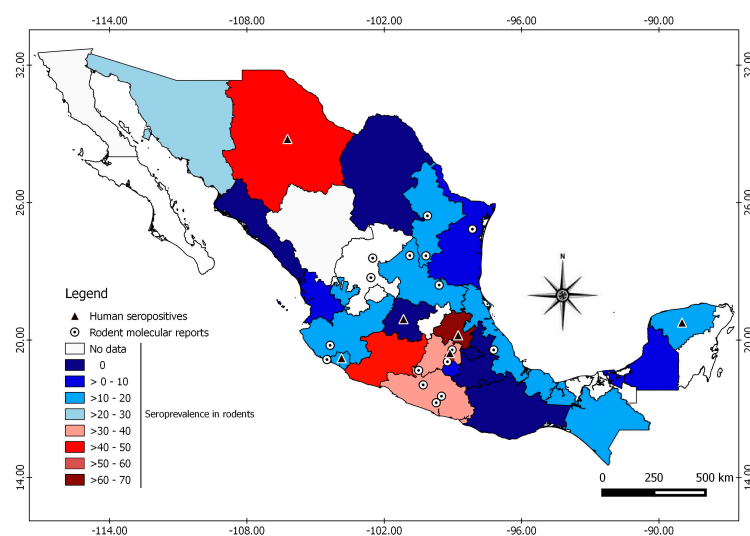 -114.00 -108.00 -102.00 -96.00 -90.00
32.00 32.00
26.00 26.00
N
20.00 20.00
14.00 14.00
Legend
Human seropositives
Rodent molecular reports
No data
0
> 0 - 10
>10 - 20
>20 - 30
>30 - 40
>40 - 50
>50 - 60
>60 - 70
Seroprevalence in rodents
0 250 500 km
-114.00 -108.00 -102.00 -96.00 -90.00